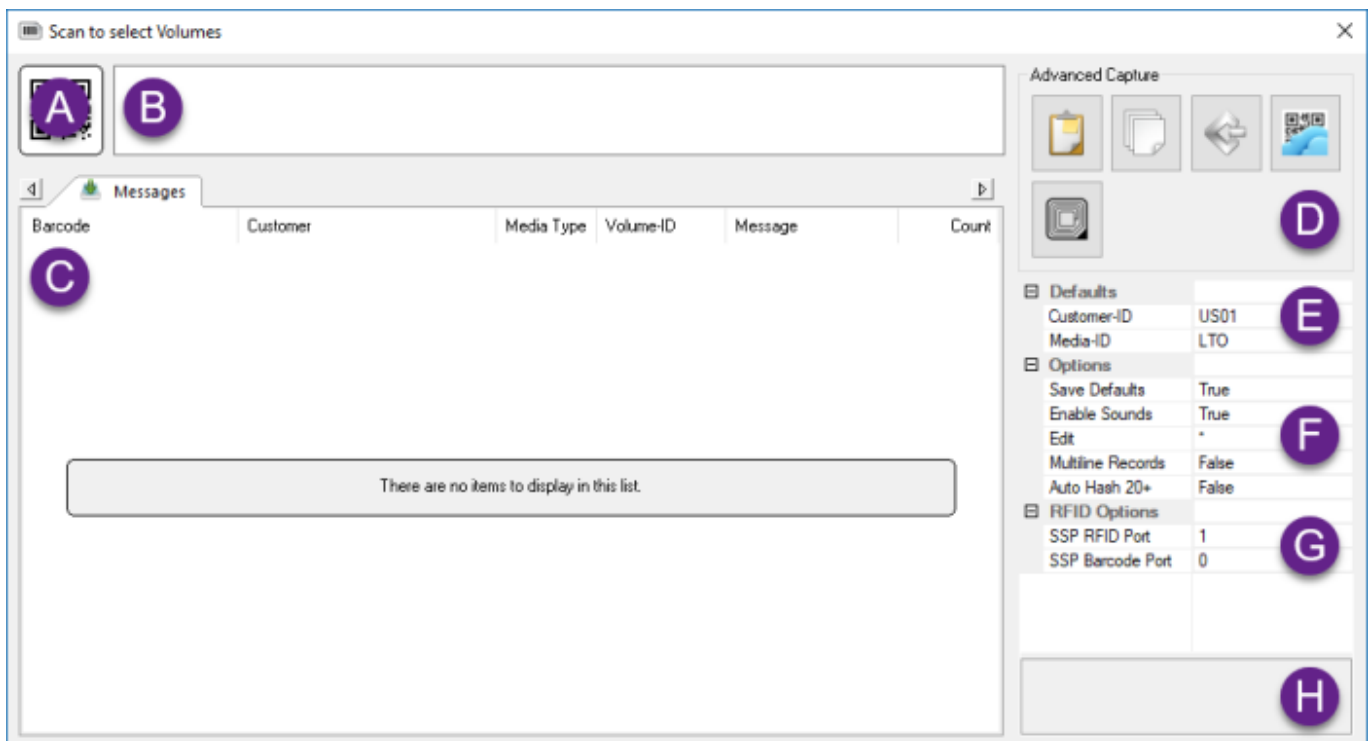 Scan to select Volumes
A
B
Advanced Capture
Messages
Barcode Customer Media Type Volume-ID Message Count
C
D
Defaults
Customer-ID US01
Media-ID LTO
E
Options
Save Defaults True
Enable Sounds True
Edit *
Multiline Records False
Auto Hash 20+ False
F
RFID Options
SSP RFID Port 1
SSP Barcode Port 0
G
There are no items to display in this list.
H